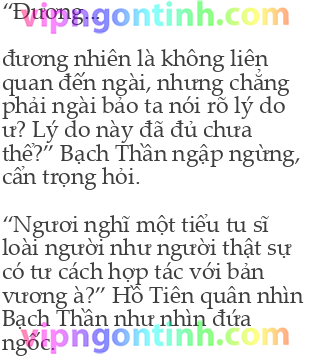 “Đương...
vipngontinh.com
đương nhiên là không liên
quan đến ngài, nhưng chẳng
phải ngài bảo ta nói rõ lý do
ư? Lý do này đã đủ chưa
thể?” Bạch Thần ngập ngừng,
cẩn trọng hỏi.
“Ngươi nghĩ một tiểu tu sĩ
loài người như người thật sự
có tư cách hợp tác với bản
vương à?” Hồ Tiên quân nhìn
Bạch Thần như nhìn đứa
ngốc.
vipngontinh.com